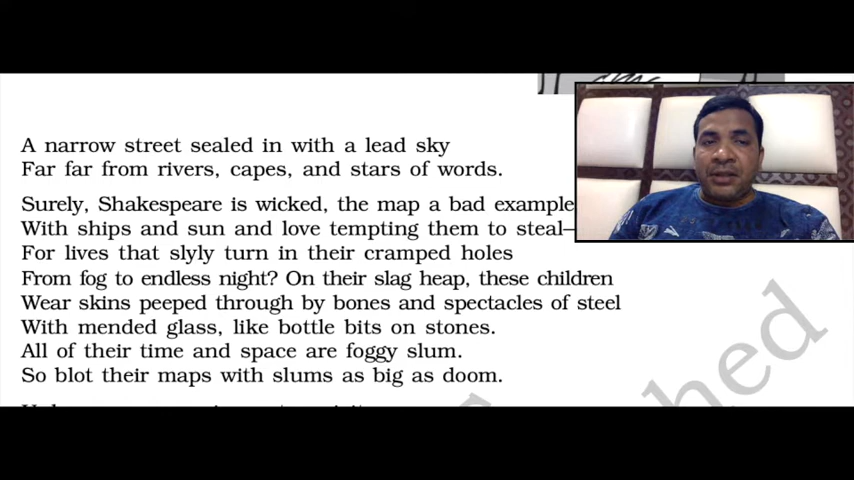 A narrow street sealed in with a lead sky
Far far from rivers, capes, and stars of words.
Surely, Shakespeare is wicked, the map a bad example
With ships and sun and love tempting them to steal—
For lives that slyly turn in their cramped holes
From fog to endless night? On their slag heap, these children
Wear skins peeped through by bones and spectacles of steel
With mended glass, like bottle bits on stones.
All of their time and space are foggy slum.
So blot their maps with slums as big as doom.